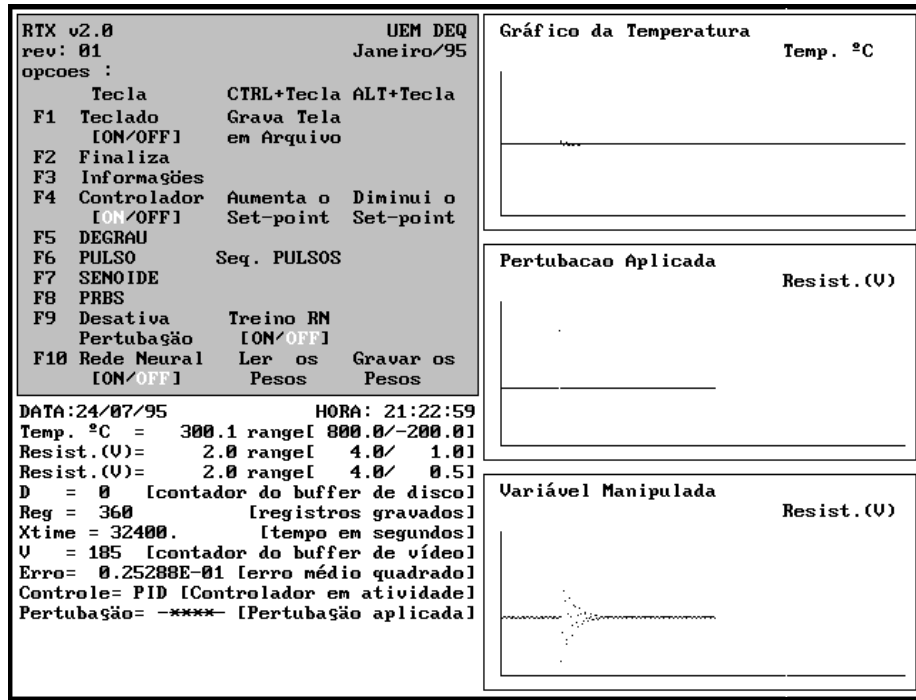 RTX v2.0 UEM DEQ
rev: 01 Janeiro/95
opcoes :
Tecla CTRL+Tecla ALT+Tecla
F1 Teclado Grava Tela
[ON/OFF] em Arquivo
F2 Finaliza
F3 Informações
F4 Controlador Aumenta o Diminui o
[ON/OFF] Set-point Set-point
F5 DEGRAU
F6 PULSO Seq. PULSOS
F7 SENOIDE
F8 PRBS
F9 Desativa Treino RN
Pertubação [ON/OFF]
F10 Rede Neural Ler os Gravar os
[ON/OFF] Pesos Pesos
DATA:24/07/95 HORA: 21:22:59
Temp. ºC = 300.1 range[ 800.0/-200.0]
Resist.(V)= 2.0 range[ 4.0/ 1.0]
Resist.(V)= 2.0 range[ 4.0/ 0.5]
D = 0 [contador do buffer de disco]
Reg = 360 [registros gravados]
Xtime = 32400. [tempo em segundos]
V = 185 [contador do buffer de vídeo]
Erro= 0.25288E-01 [erro médio quadrado]
Controle= PID [Controlador em atividade]
Pertubação= -****- [Pertubação aplicada]
Gráfico da Temperatura
Temp. ºC
Pertubacao Aplicada
Resist.(V)
Variável Manipulada
Resist.(V)